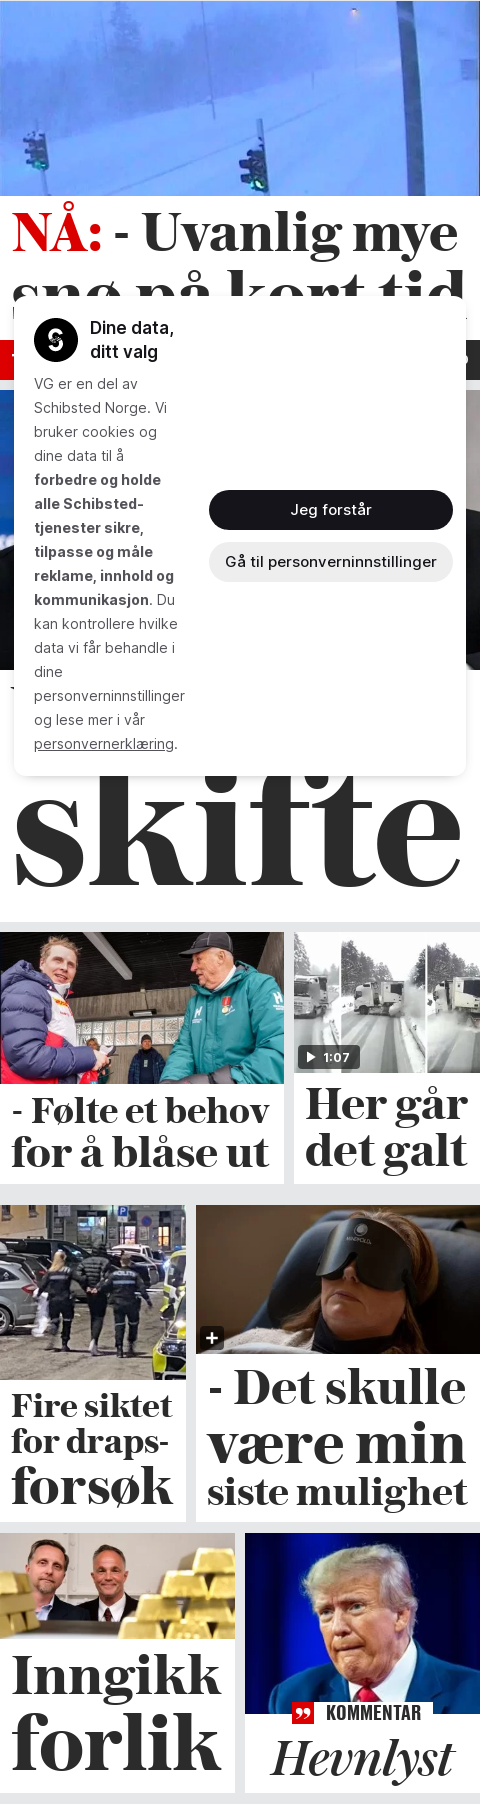 NÅ: - Uvanlig mye
snø på kort tid
Dine data,
ditt valg
VG er en del av
Schibsted Norge. Vi
bruker cookies og
dine data til å
forbedre og holde
alle Schibsted-
tjenester sikre,
tilpasse og måle
reklame, innhold og
kommunikasjon. Du
kan kontrollere hvilke
data vi får behandle i
dine
personverninnstillinger
og lese mer i vår
personvernerklæring.
Jeg forstår
Gå til personverninnstillinger
skifte
- Følte et behov
for å blåse ut
1:07
Her går
det galt
Fire siktet
for draps-
forsøk
MINDFOLD
- Det skulle
være min
siste mulighet
Inngikk
forlik
KOMMENTAR
Hevnlyst